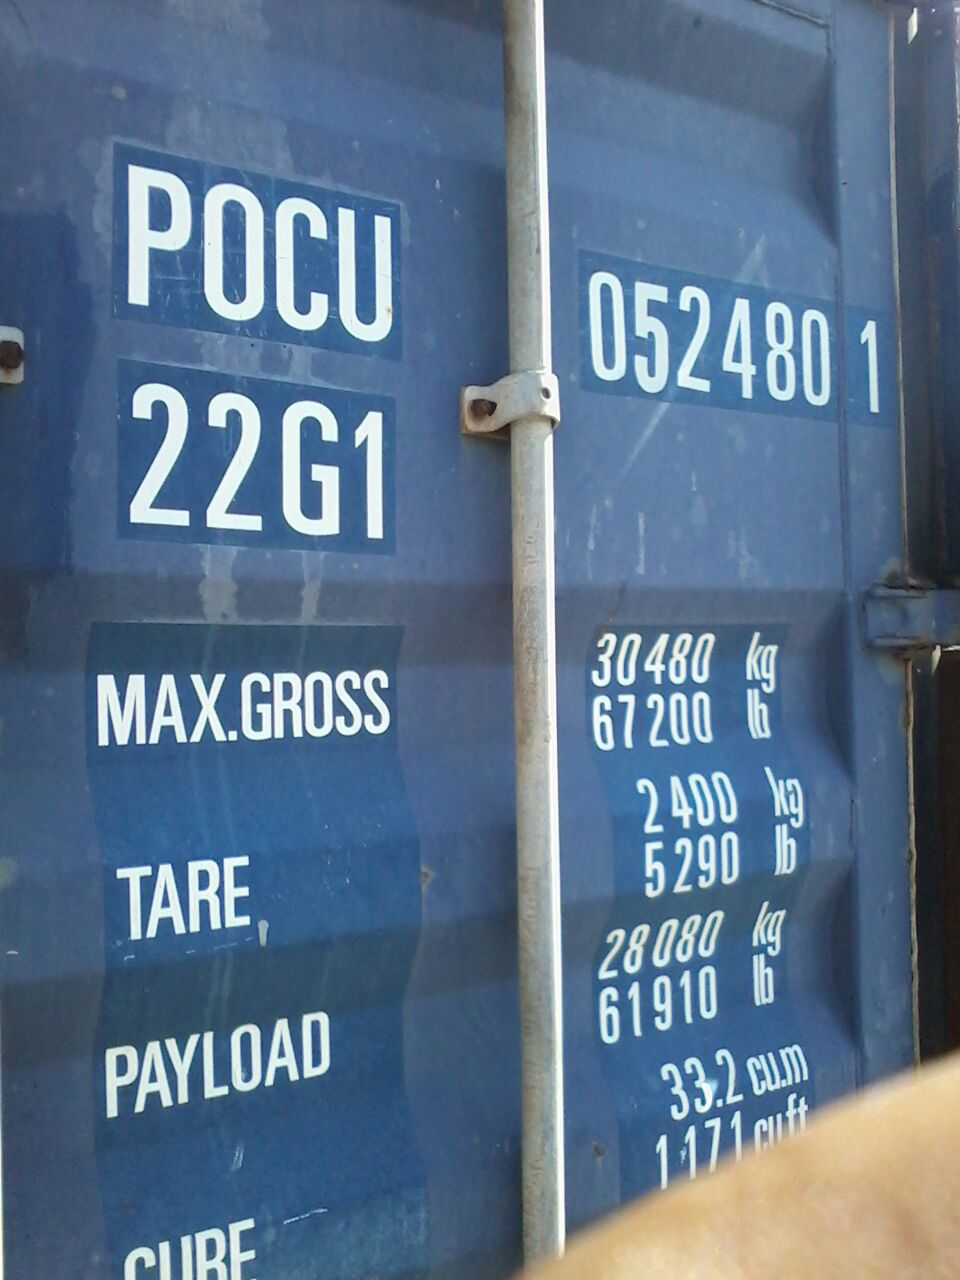 POCU 052480 1
22G1
MAX.GROSS 30480 kg
67200 lb
TARE 2400 kg
5290 lb
PAYLOAD 28080 kg
61910 lb
CUBE 33.2 cu.m
1171 cu.ft